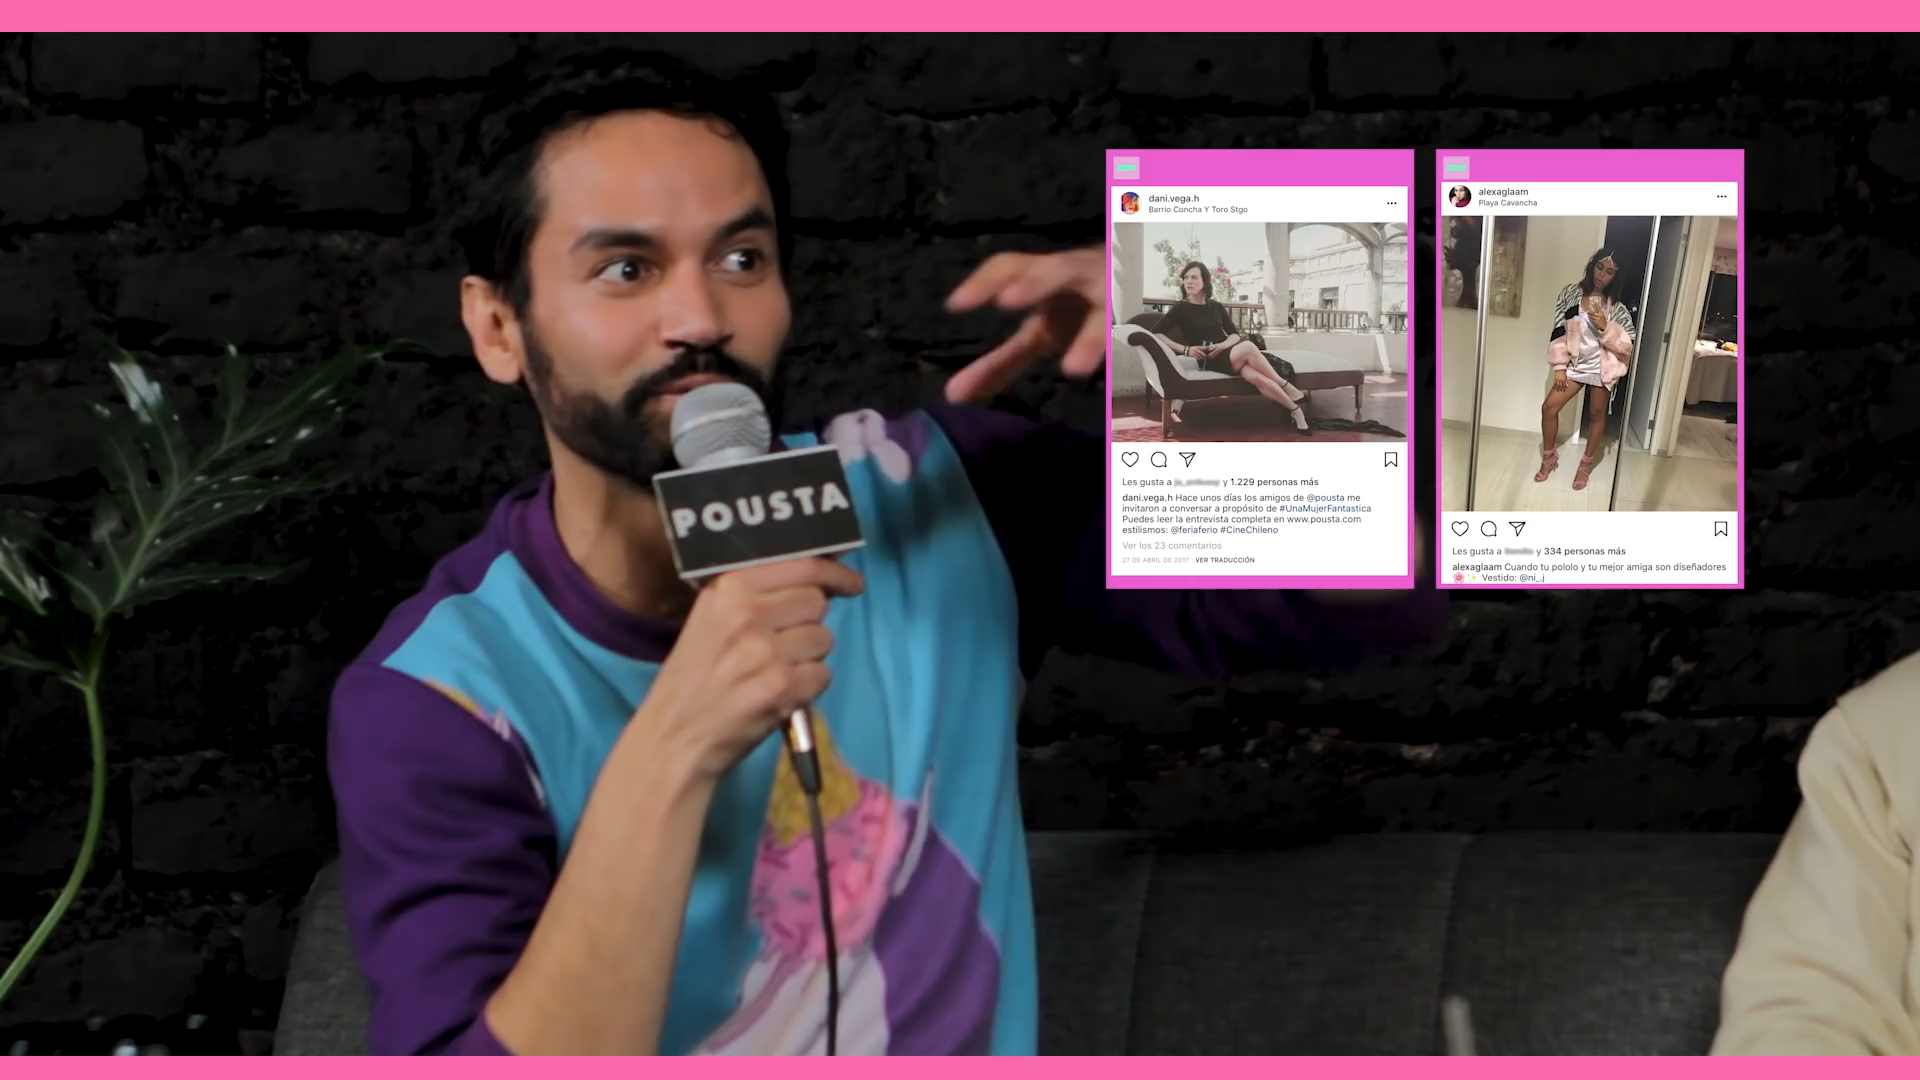 POUSTA
dani.vega.h
Barrio Concha Y Toro Stgo
Les gusta a y 1.229 personas más
dani.vega.h Hace unos días los amigos de @pousta me
invitaron a conversar a propósito de #UnaMujerFantastica
Puedes leer la entrevista completa en www.pousta.com
estilismos: @feriaferio #CineChileno
Ver los 23 comentarios
27 DE ABRIL DE 2017 · VER TRADUCCIÓN
alexaglaam
Playa Cavancha
Les gusta a y 334 personas más
alexaglaam Cuando tu pololo y tu mejor amiga son diseñadores
🌸✨ Vestido: @ni_.j